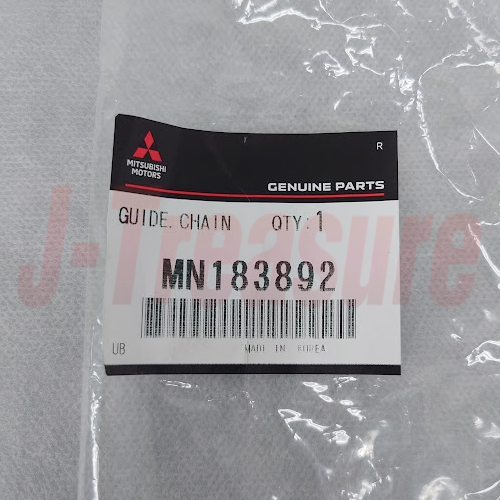 T R
MITSUBISHI
MOTORS
GENUINE PARTS
GUIDE. CHAIN QTY:1
MN183892
UB MADE IN KOREA
J-Treasure